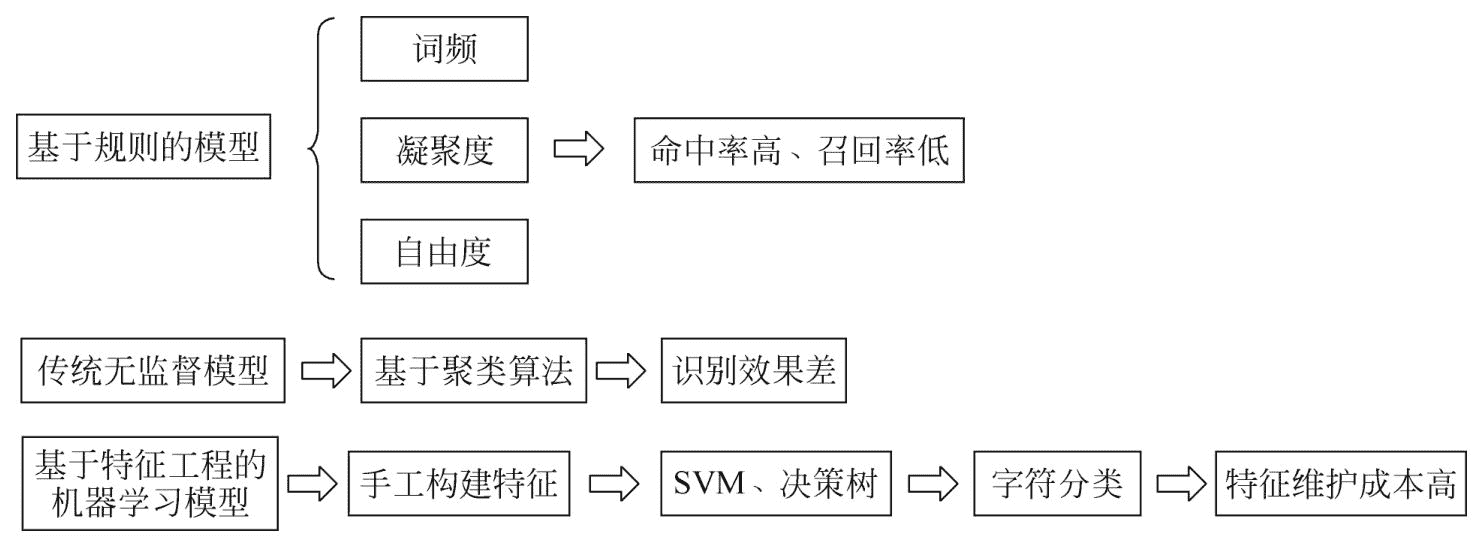 词频
基于规则的模型
凝聚度
命中率高、召回率低
自由度
传统无监督模型
基于聚类算法
识别效果差
基于特征工程的
机器学习模型
手工构建特征
SVM、决策树
字符分类
特征维护成本高